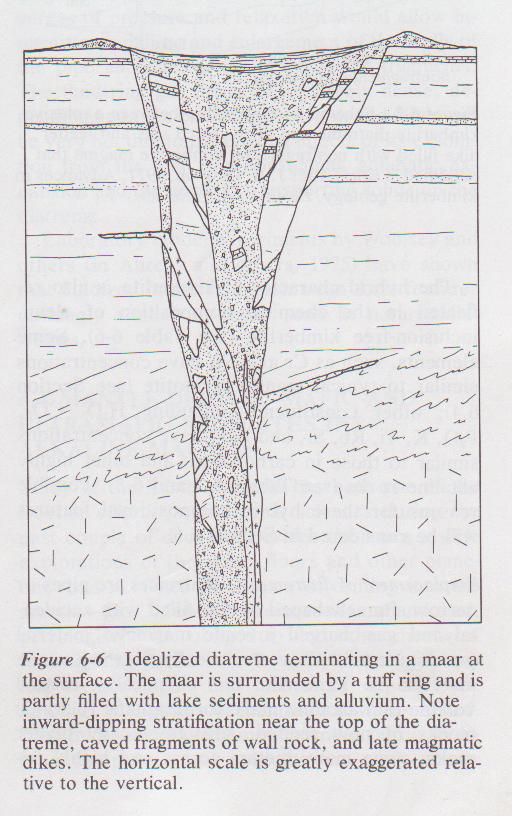 Figure 6-6 Idealized diatreme terminating in a maar at
the surface. The maar is surrounded by a tuff ring and is
partly filled with lake sediments and alluvium. Note
inward-dipping stratification near the top of the dia-
treme, caved fragments of wall rock, and late magmatic
dikes. The horizontal scale is greatly exaggerated rela-
tive to the vertical.